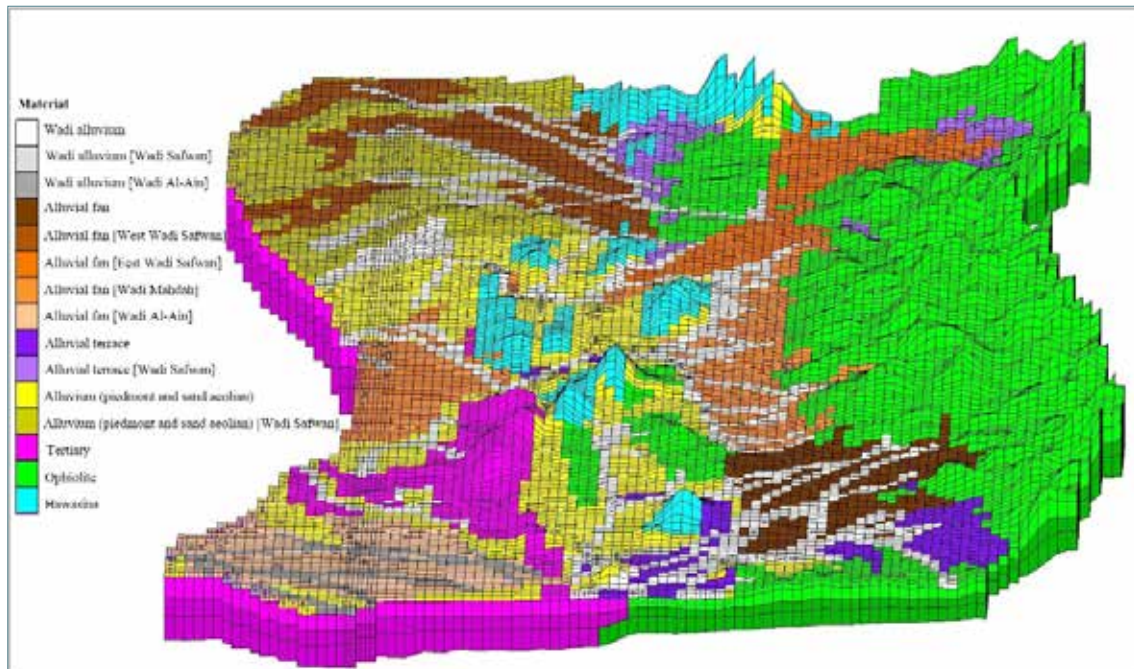 Material
Wadi alluvium
Wadi alluvium [Wadi Safwan]
Wadi alluvium [Wadi Al-Ain]
Alluvial fan
Alluvial fan [West Wadi Safwan]
Alluvial fan [East Wadi Safwan]
Alluvial fan [Wadi Mahdah]
Alluvial fan [Wadi Al-Ain]
Alluvial terrace
Alluvial terrace [Wadi Safwan]
Alluvium (piedmont and sand aeolian)
Alluvium (piedmont and sand aeolian) [Wadi Safwan]
Tertiary
Ophiolite
Hawasina